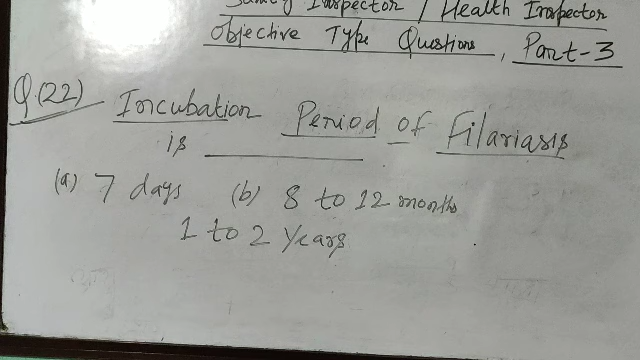 Inspector / Health Inspector
Objective Type Questions, Part-3
Q.(22) Incubation Period of Filariasis
is
(a) 7 days (b) 8 to 12 months
1 to 2 Years